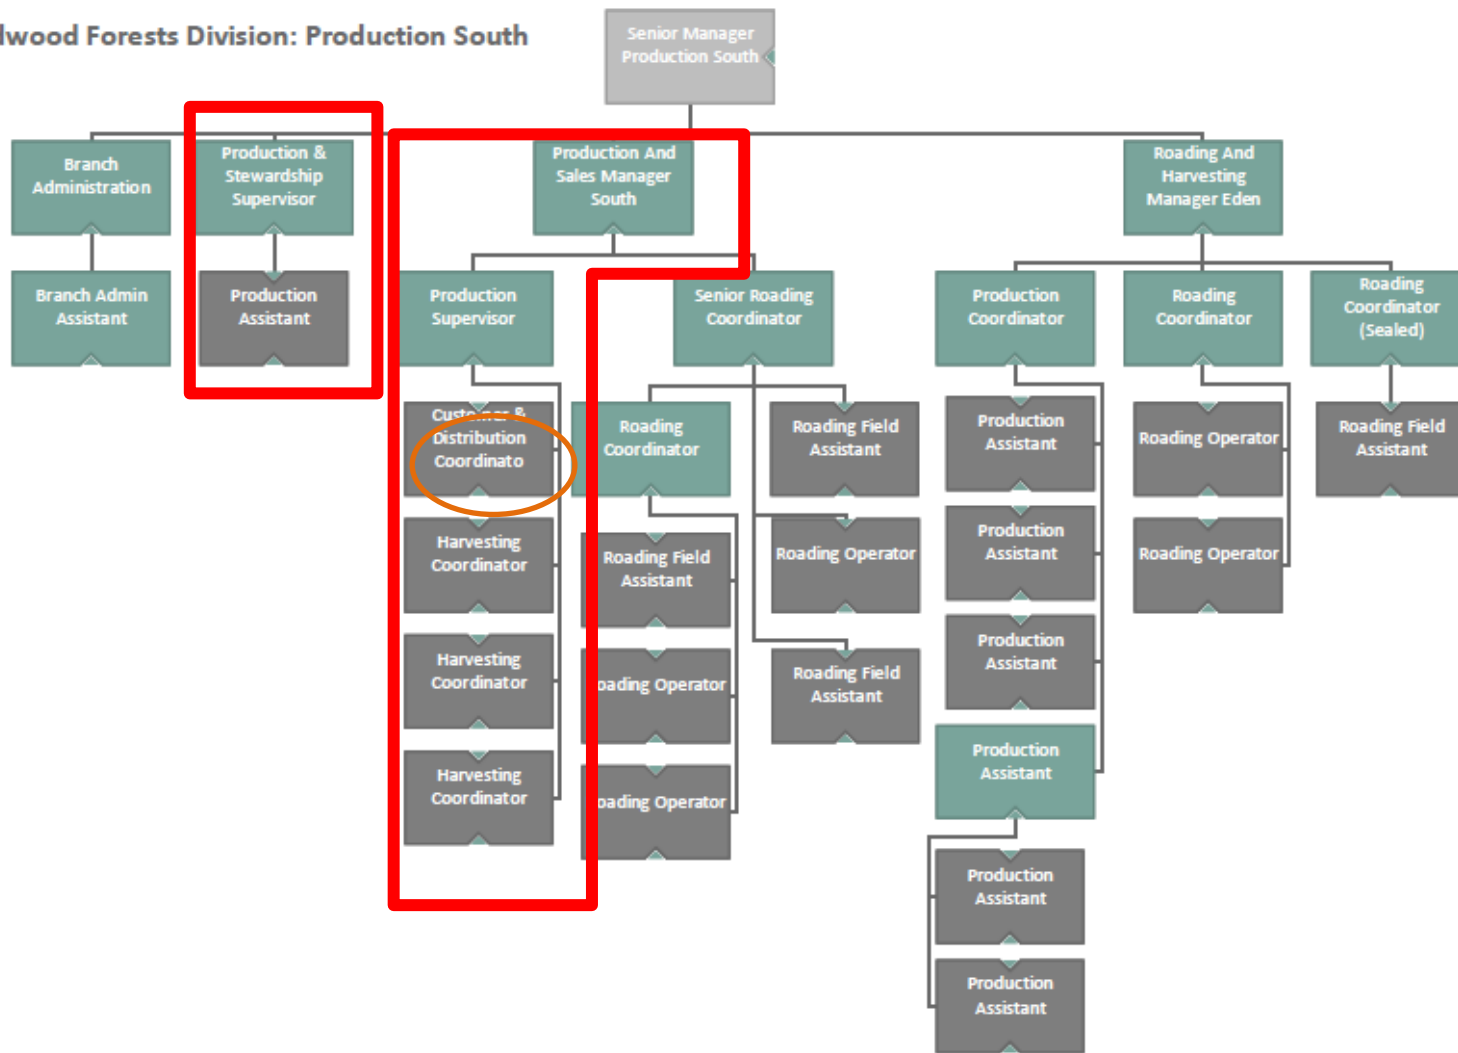 lwood Forests Division: Production South
Senior Manager
Production South
Branch
Administration
Production &
Stewardship
Supervisor
Production And
Sales Manager
South
Roading And
Harvesting
Manager Eden
Branch Admin
Assistant
Production
Assistant
Production
Supervisor
Senior Roading
Coordinator
Production
Coordinator
Roading
Coordinator
Roading
Coordinator
(Sealed)
Customer &
Distribution
Coordinato
Roading
Coordinator
Roading Field
Assistant
Production
Assistant
Roading Operator
Roading Field
Assistant
Harvesting
Coordinator
Roading Field
Assistant
Roading Operator
Production
Assistant
Roading Operator
Harvesting
Coordinator
oading Operator
Roading Field
Assistant
Production
Assistant
Harvesting
Coordinator
oading Operator
Production
Assistant
Production
Assistant
Production
Assistant